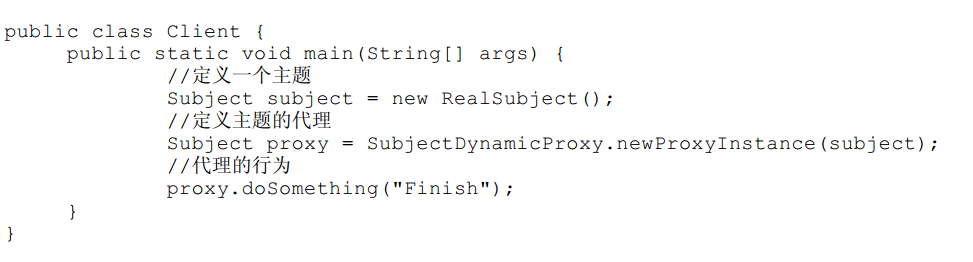 public class Client {
public static void main(String[] args) {
//定义一个主题
Subject subject = new RealSubject();
//定义主题的代理
Subject proxy = SubjectDynamicProxy.newProxyInstance(subject);
//代理的行为
proxy.doSomething("Finish");
}
}